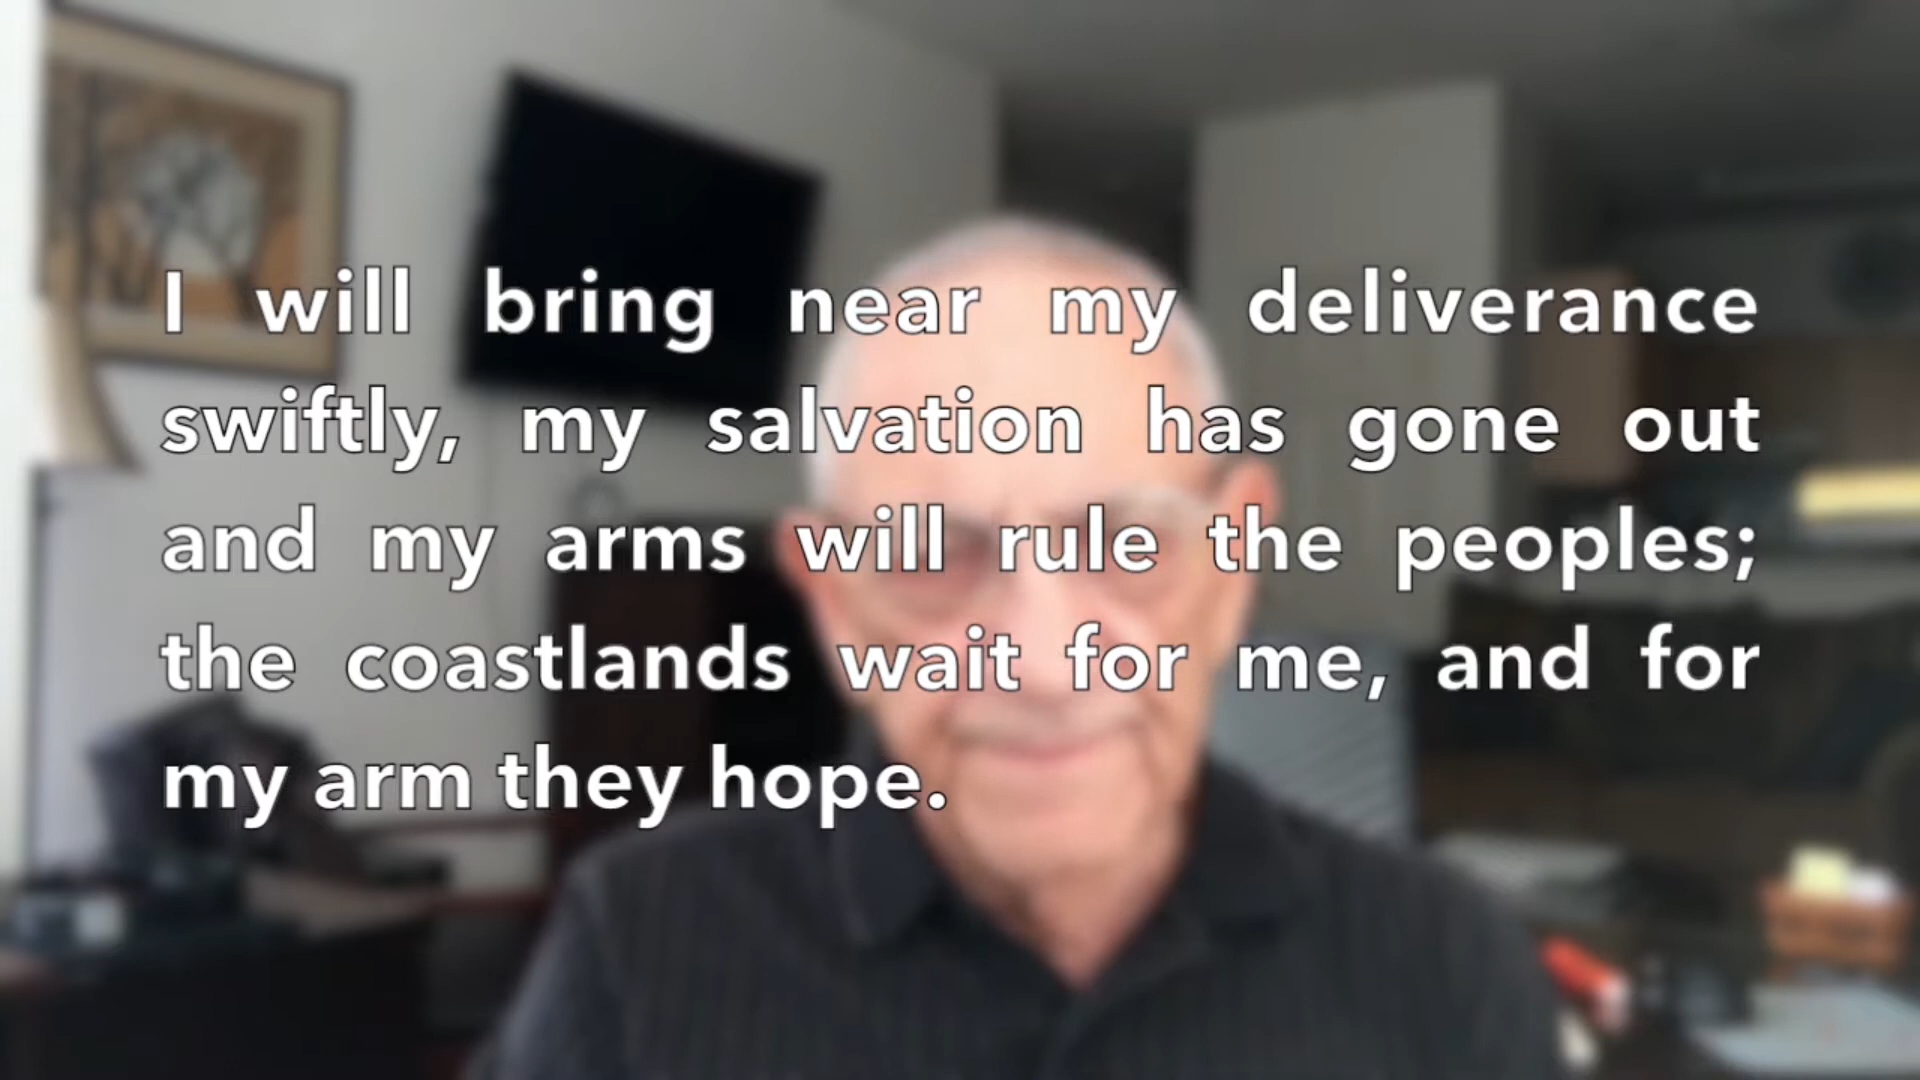 I will bring near my deliverance
swiftly, my salvation has gone out
and my arms will rule the peoples;
the coastlands wait for me, and for
my arm they hope.